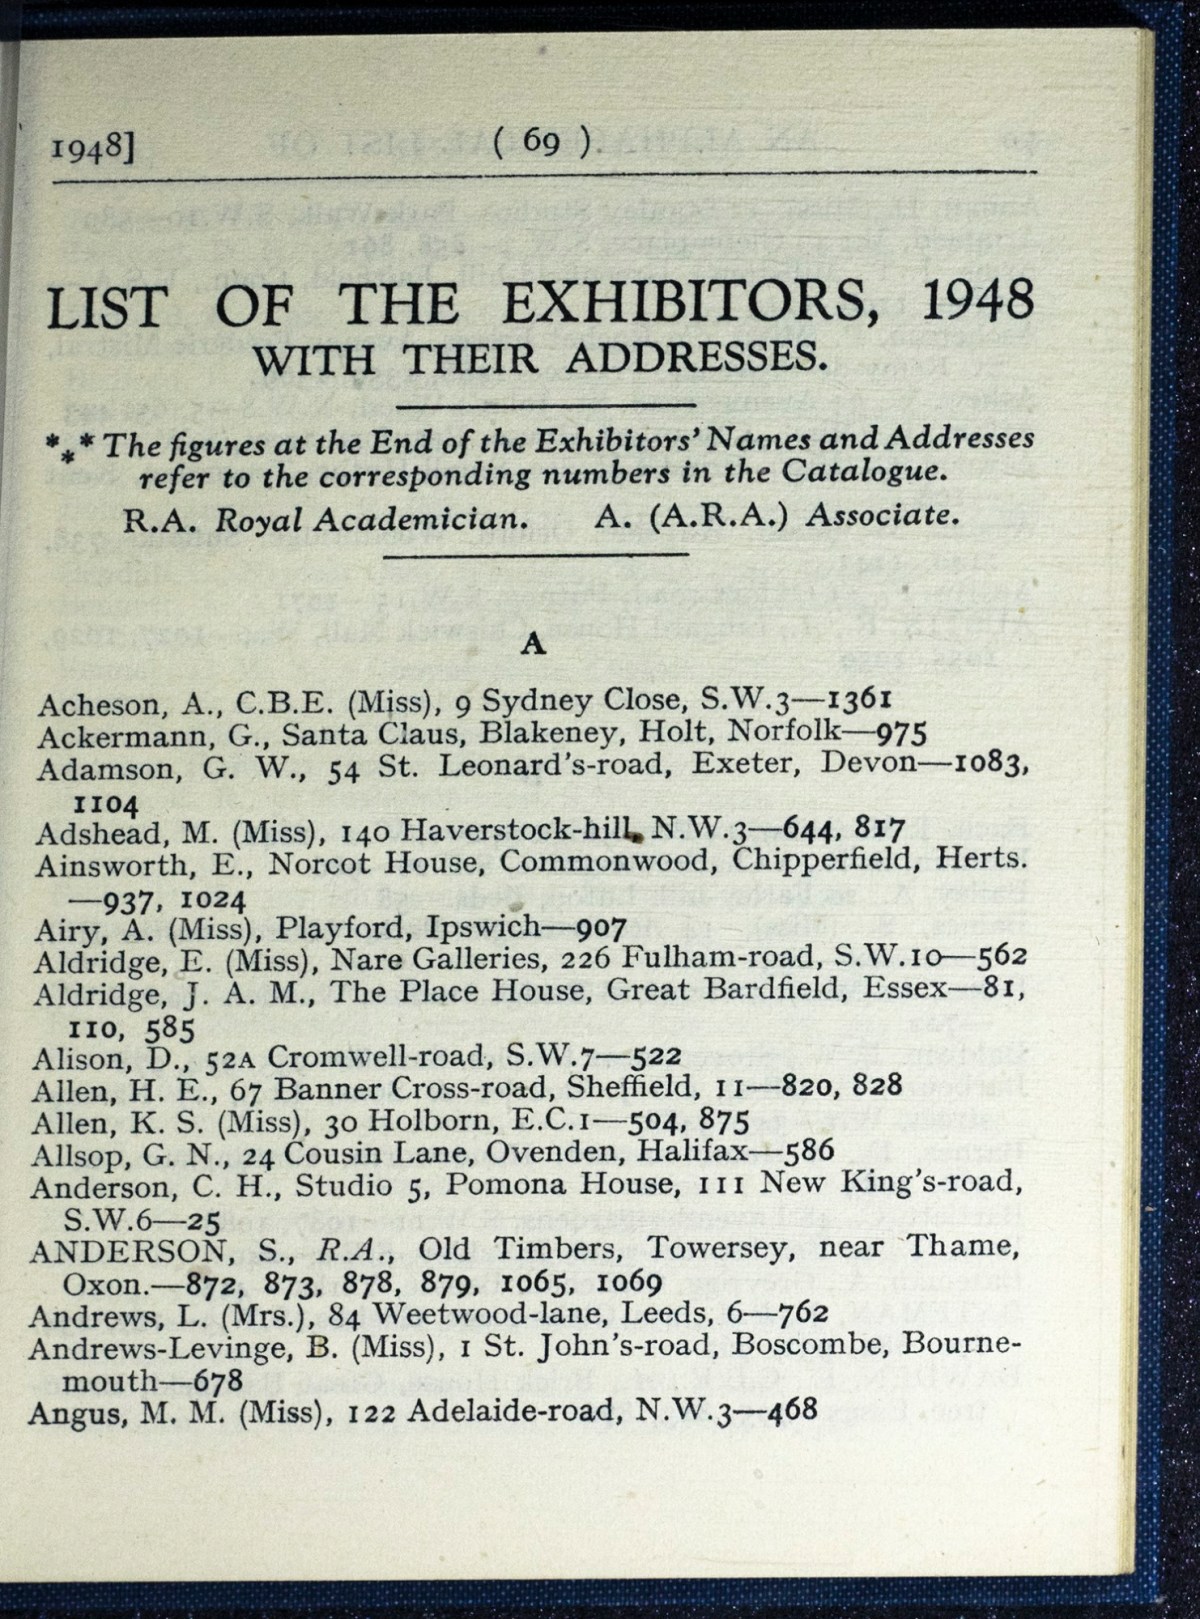 1948]
( 69 )
LIST OF THE EXHIBITORS, 1948
WITH THEIR ADDRESSES.
*⁎* The figures at the End of the Exhibitors' Names and Addresses
refer to the corresponding numbers in the Catalogue.
R.A. Royal Academician. A. (A.R.A.) Associate.
A
Acheson, A., C.B.E. (Miss), 9 Sydney Close, S.W.3—1361
Ackermann, G., Santa Claus, Blakeney, Holt, Norfolk—975
Adamson, G. W., 54 St. Leonard's-road, Exeter, Devon—1083,
1104
Adshead, M. (Miss), 140 Haverstock-hill, N.W.3—644, 817
Ainsworth, E., Norcot House, Commonwood, Chipperfield, Herts.
—937, 1024
Airy, A. (Miss), Playford, Ipswich—907
Aldridge, E. (Miss), Nare Galleries, 226 Fulham-road, S.W.10—562
Aldridge, J. A. M., The Place House, Great Bardfield, Essex—81,
110, 585
Alison, D., 52A Cromwell-road, S.W.7—522
Allen, H. E., 67 Banner Cross-road, Sheffield, 11—820, 828
Allen, K. S. (Miss), 30 Holborn, E.C.1—504, 875
Allsop, G. N., 24 Cousin Lane, Ovenden, Halifax—586
Anderson, C. H., Studio 5, Pomona House, 111 New King's-road,
S.W.6—25
ANDERSON, S., R.A., Old Timbers, Towersey, near Thame,
Oxon.—872, 873, 878, 879, 1065, 1069
Andrews, L. (Mrs.), 84 Weetwood-lane, Leeds, 6—762
Andrews-Levinge, B. (Miss), 1 St. John's-road, Boscombe, Bourne-
mouth—678
Angus, M. M. (Miss), 122 Adelaide-road, N.W.3—468